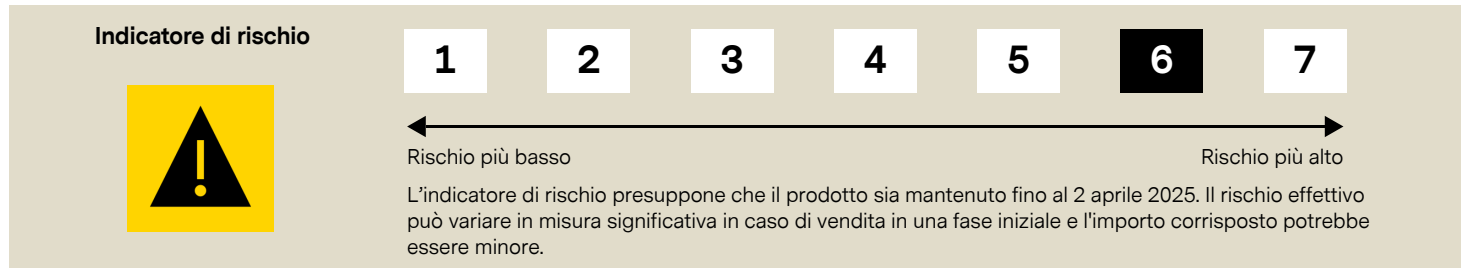 Indicatore di rischio
1 2 3 4 5 6 7
Rischio più basso
Rischio più alto
L’indicatore di rischio presuppone che il prodotto sia mantenuto fino al 2 aprile 2025. Il rischio effettivo
può variare in misura significativa in caso di vendita in una fase iniziale e l'importo corrisposto potrebbe
essere minore.